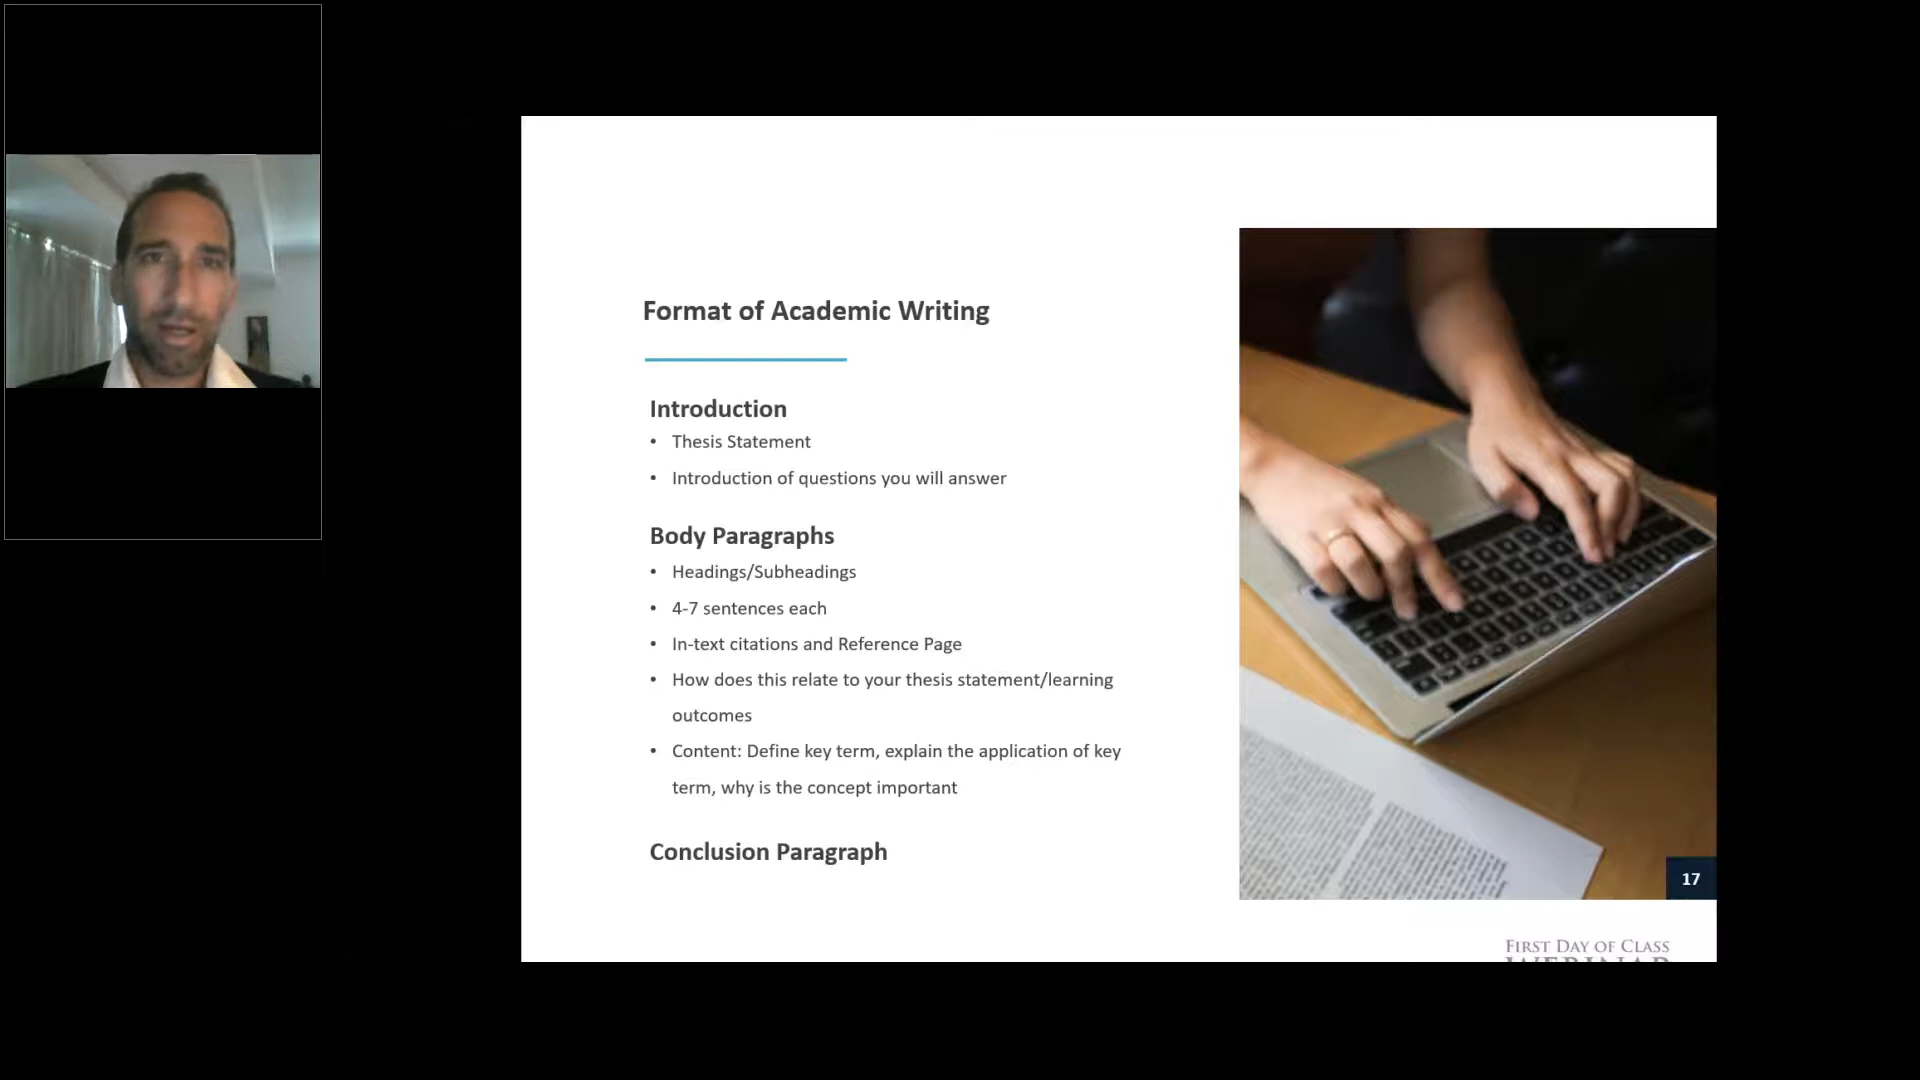 Format of Academic Writing
Introduction
• Thesis Statement
• Introduction of questions you will answer
Body Paragraphs
• Headings/Subheadings
• 4-7 sentences each
• In-text citations and Reference Page
• How does this relate to your thesis statement/learning
outcomes
• Content: Define key term, explain the application of key
term, why is the concept important
Conclusion Paragraph
17
First Day of Class
Webinar